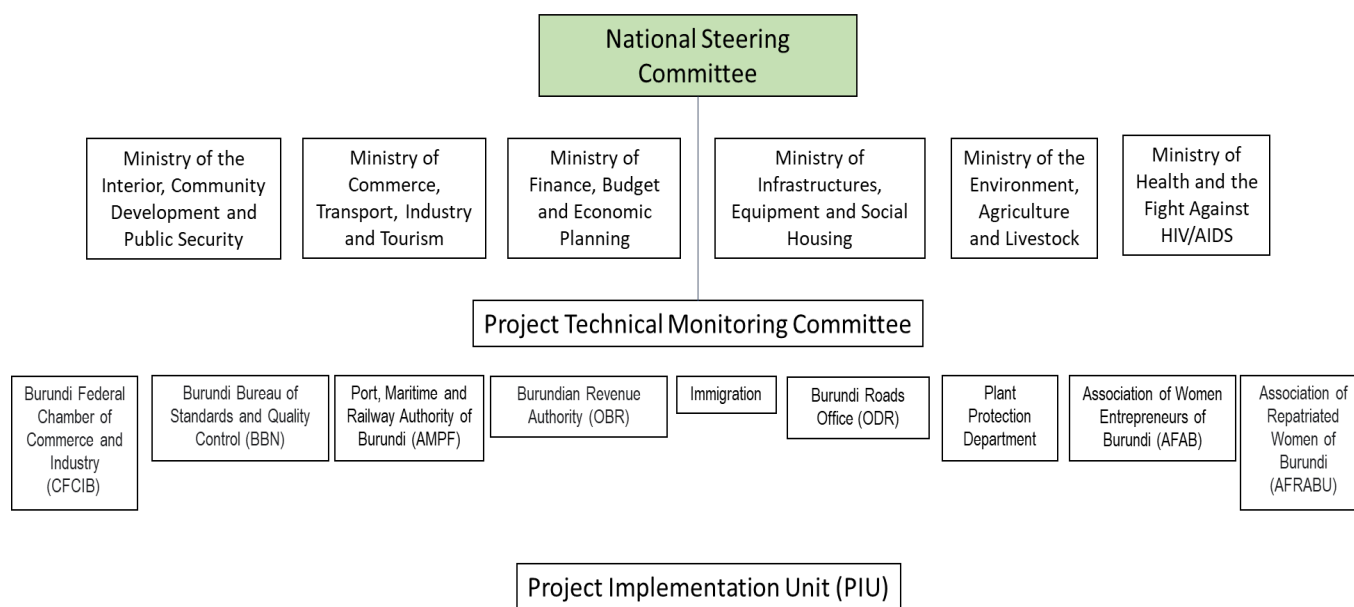 National Steering
Committee
Ministry of the
Interior, Community
Development and
Public Security
Ministry of
Commerce,
Transport, Industry
and Tourism
Ministry of
Finance, Budget
and Economic
Planning
Ministry of
Infrastructures,
Equipment and Social
Housing
Ministry of the
Environment,
Agriculture
and Livestock
Ministry of
Health and the
Fight Against
HIV/AIDS
Project Technical Monitoring Committee
Burundi Federal
Chamber of
Commerce and
Industry
(CFCIB)
Burundi Bureau of
Standards and Quality
Control (BBN)
Port, Maritime and
Railway Authority of
Burundi (AMPF)
Burundian Revenue
Authority (OBR)
Immigration
Burundi Roads
Office (ODR)
Plant
Protection
Department
Association of Women
Entrepreneurs of
Burundi (AFAB)
Association of
Repatriated
Women of
Burundi
(AFRABU)
Project Implementation Unit (PIU)